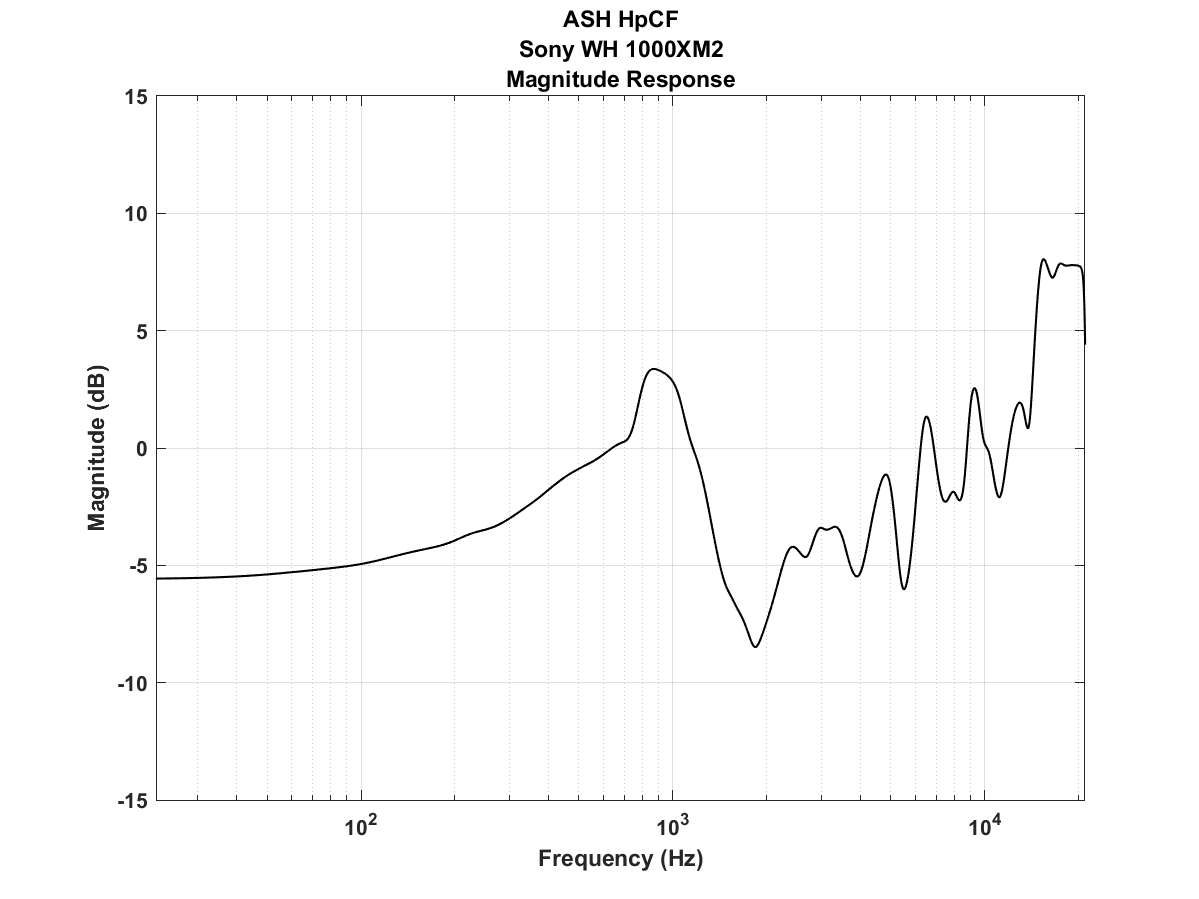 ASH HpCF
Sony WH 1000XM2
Magnitude Response
15
10
5
0
-5
-10
-15
Magnitude (dB)
10² 10³ 10⁴
Frequency (Hz)